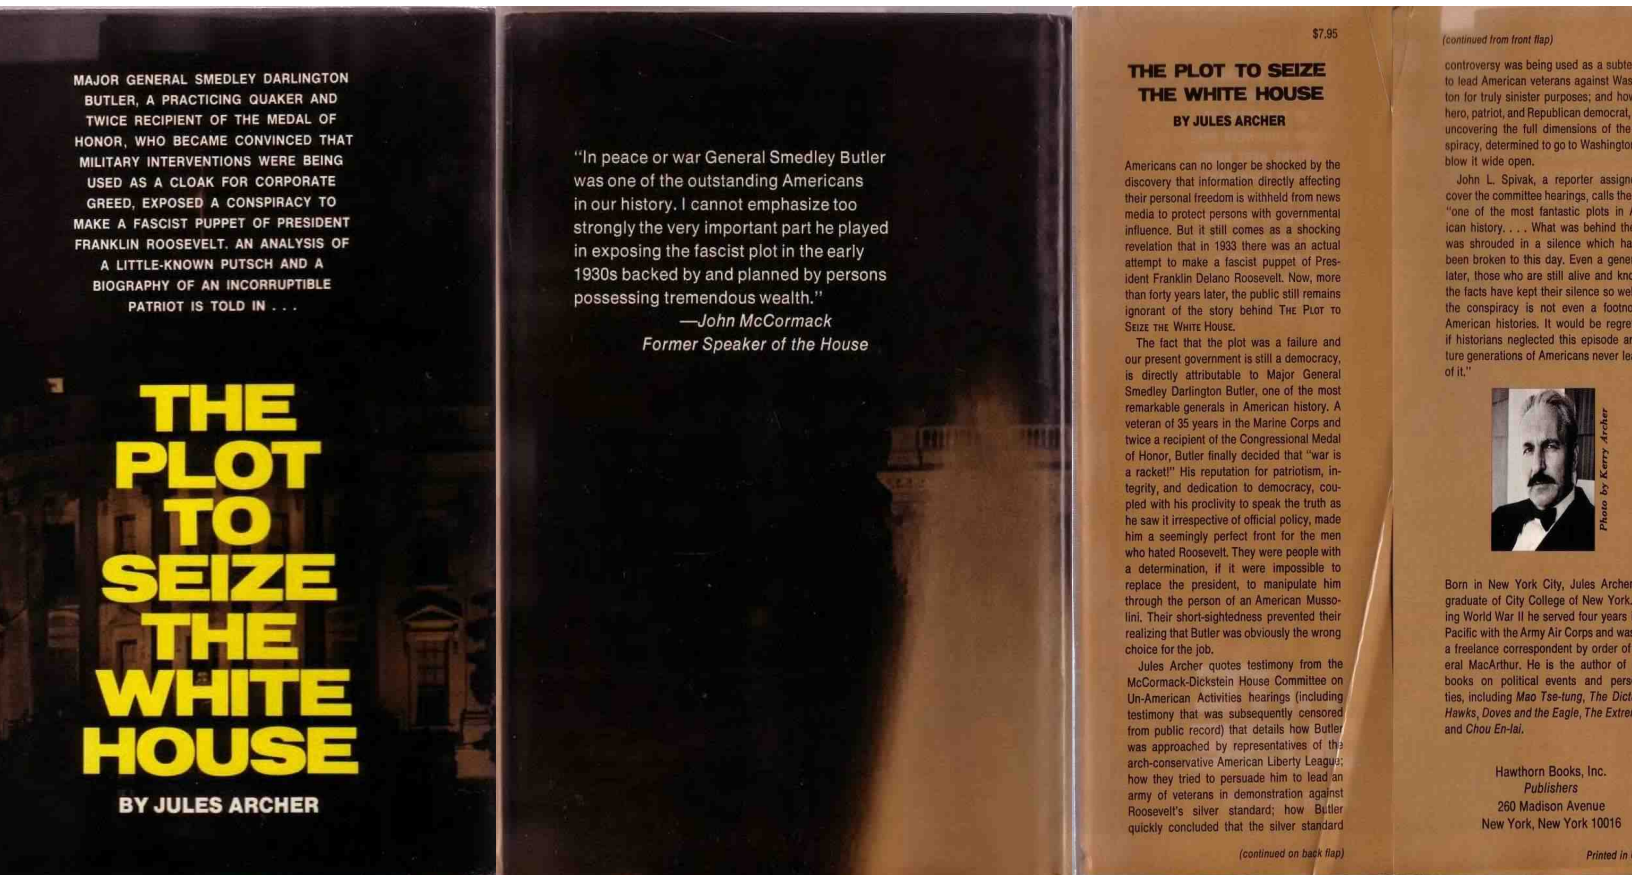 MAJOR GENERAL SMEDLEY DARLINGTON
BUTLER, A PRACTICING QUAKER AND
TWICE RECIPIENT OF THE MEDAL OF
HONOR, WHO BECAME CONVINCED THAT
MILITARY INTERVENTIONS WERE BEING
USED AS A CLOAK FOR CORPORATE
GREED, EXPOSED A CONSPIRACY TO
MAKE A FASCIST PUPPET OF PRESIDENT
FRANKLIN ROOSEVELT. AN ANALYSIS OF
A LITTLE-KNOWN PUTSCH AND A
BIOGRAPHY OF AN INCORRUPTIBLE
PATRIOT IS TOLD IN . . .
THE
PLOT
TO
SEIZE
THE
WHITE
HOUSE
BY JULES ARCHER
“In peace or war General Smedley Butler
was one of the outstanding Americans
in our history. I cannot emphasize too
strongly the very important part he played
in exposing the fascist plot in the early
1930s backed by and planned by persons
possessing tremendous wealth.”
—John McCormack
Former Speaker of the House
$7.95
THE PLOT TO SEIZE
THE WHITE HOUSE
BY JULES ARCHER
Americans can no longer be shocked by the
discovery that information directly affecting
their personal freedom is withheld from news
media to protect persons with governmental
influence. But it still comes as a shocking
revelation that in 1933 there was an actual
attempt to make a fascist puppet of Pres-
ident Franklin Delano Roosevelt. Now, more
than forty years later, the public still remains
ignorant of the story behind THE PLOT TO
SEIZE THE WHITE HOUSE.
The fact that the plot was a failure and
our present government is still a democracy,
is directly attributable to Major General
Smedley Darlington Butler, one of the most
remarkable generals in American history. A
veteran of 35 years in the Marine Corps and
twice a recipient of the Congressional Medal
of Honor, Butler finally decided that “war is
a racket!” His reputation for patriotism, in-
tegrity, and dedication to democracy, cou-
pled with his proclivity to speak the truth as
he saw it irrespective of official policy, made
him a seemingly perfect front for the men
who hated Roosevelt. They were people with
a determination, if it were impossible to
replace the president, to manipulate him
through the person of an American Musso-
lini. Their short-sightedness prevented their
realizing that Butler was obviously the wrong
choice for the job.
Jules Archer quotes testimony from the
McCormack-Dickstein House Committee on
Un-American Activities hearings (including
testimony that was subsequently censored
from public record) that details how Butler
was approached by representatives of the
arch-conservative American Liberty League;
how they tried to persuade him to lead an
army of veterans in demonstration against
Roosevelt's silver standard; how Butler
quickly concluded that the silver standard
(continued on back flap)
(continued from front flap)
controversy was being used as a subte
to lead American veterans against Was
ton for truly sinister purposes; and how
hero, patriot, and Republican democrat,
uncovering the full dimensions of the
spiracy, determined to go to Washington
blow it wide open.
John L. Spivak, a reporter assigne
cover the committee hearings, calls the
“one of the most fantastic plots in A
ican history. . . . What was behind the
was shrouded in a silence which ha
been broken to this day. Even a gener
later, those who are still alive and kno
the facts have kept their silence so wel
the conspiracy is not even a footno
American histories. It would be regre
if historians neglected this episode an
ture generations of Americans never lea
of it.”
Photo by Kerry Archer
Born in New York City, Jules Archer
graduate of City College of New York.
ing World War II he served four years i
Pacific with the Army Air Corps and was
a freelance correspondent by order of
eral MacArthur. He is the author of
books on political events and perso
ties, including Mao Tse-tung, The Dicta
Hawks, Doves and the Eagle, The Extrem
and Chou En-lai.
Hawthorn Books, Inc.
Publishers
260 Madison Avenue
New York, New York 10016
Printed in